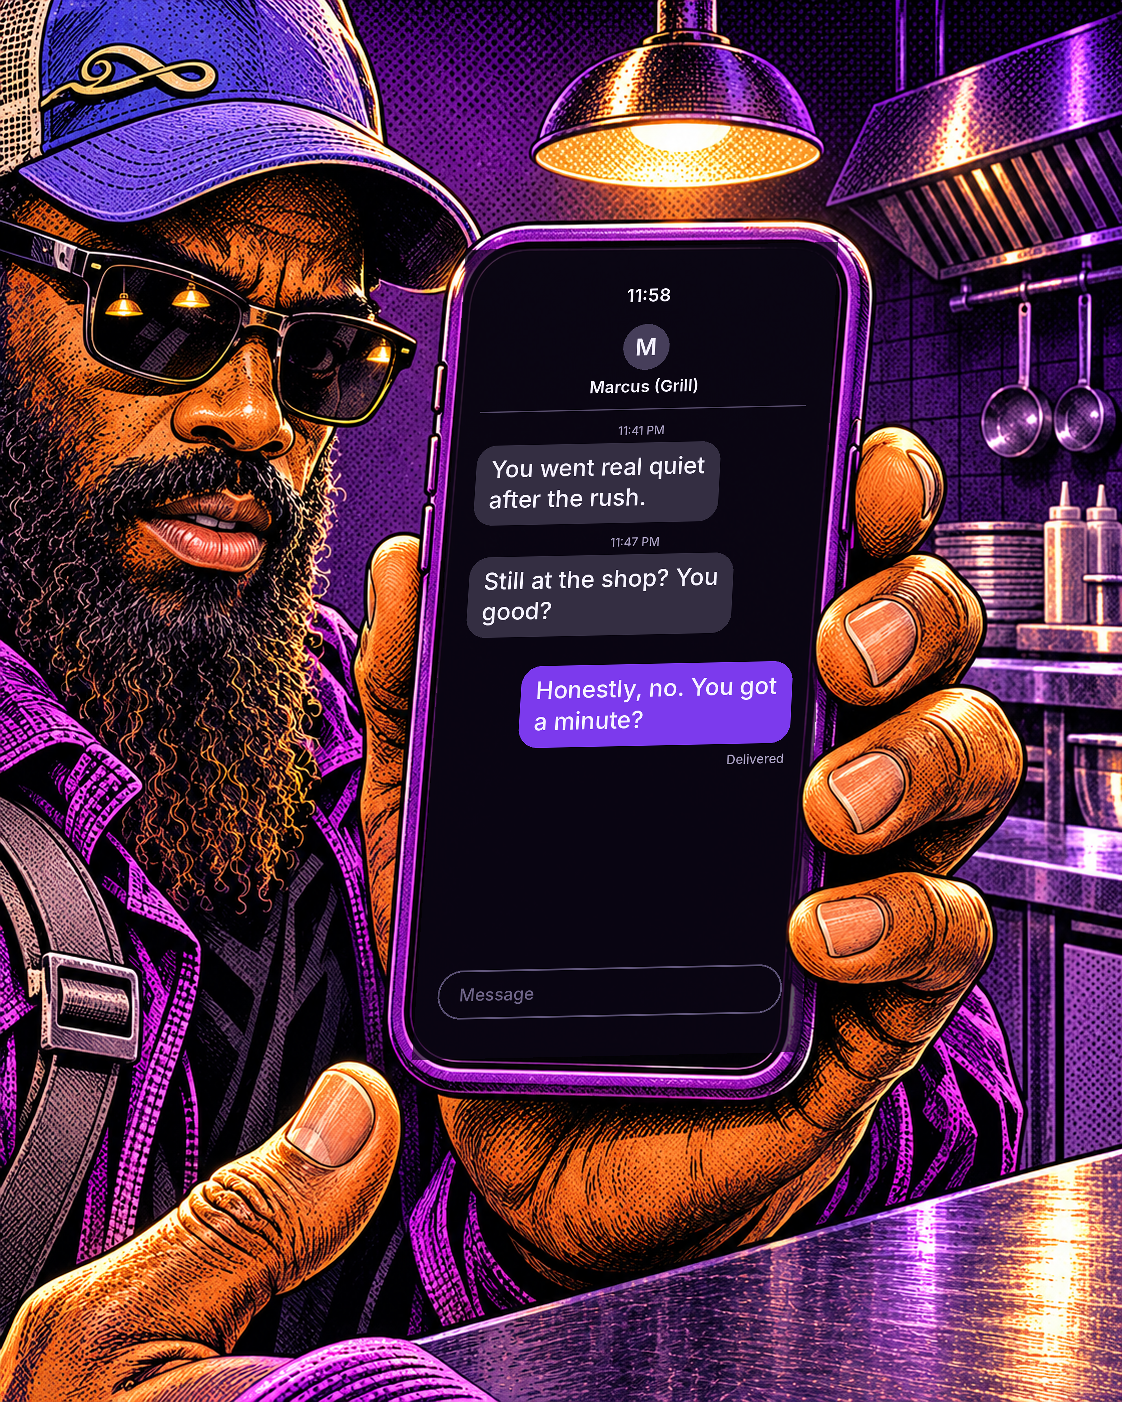 11:58
M
Marcus (Grill)
11:41 PM
You went real quiet
after the rush.
11:47 PM
Still at the shop? You
good?
Honestly, no. You got
a minute?
Delivered
Message